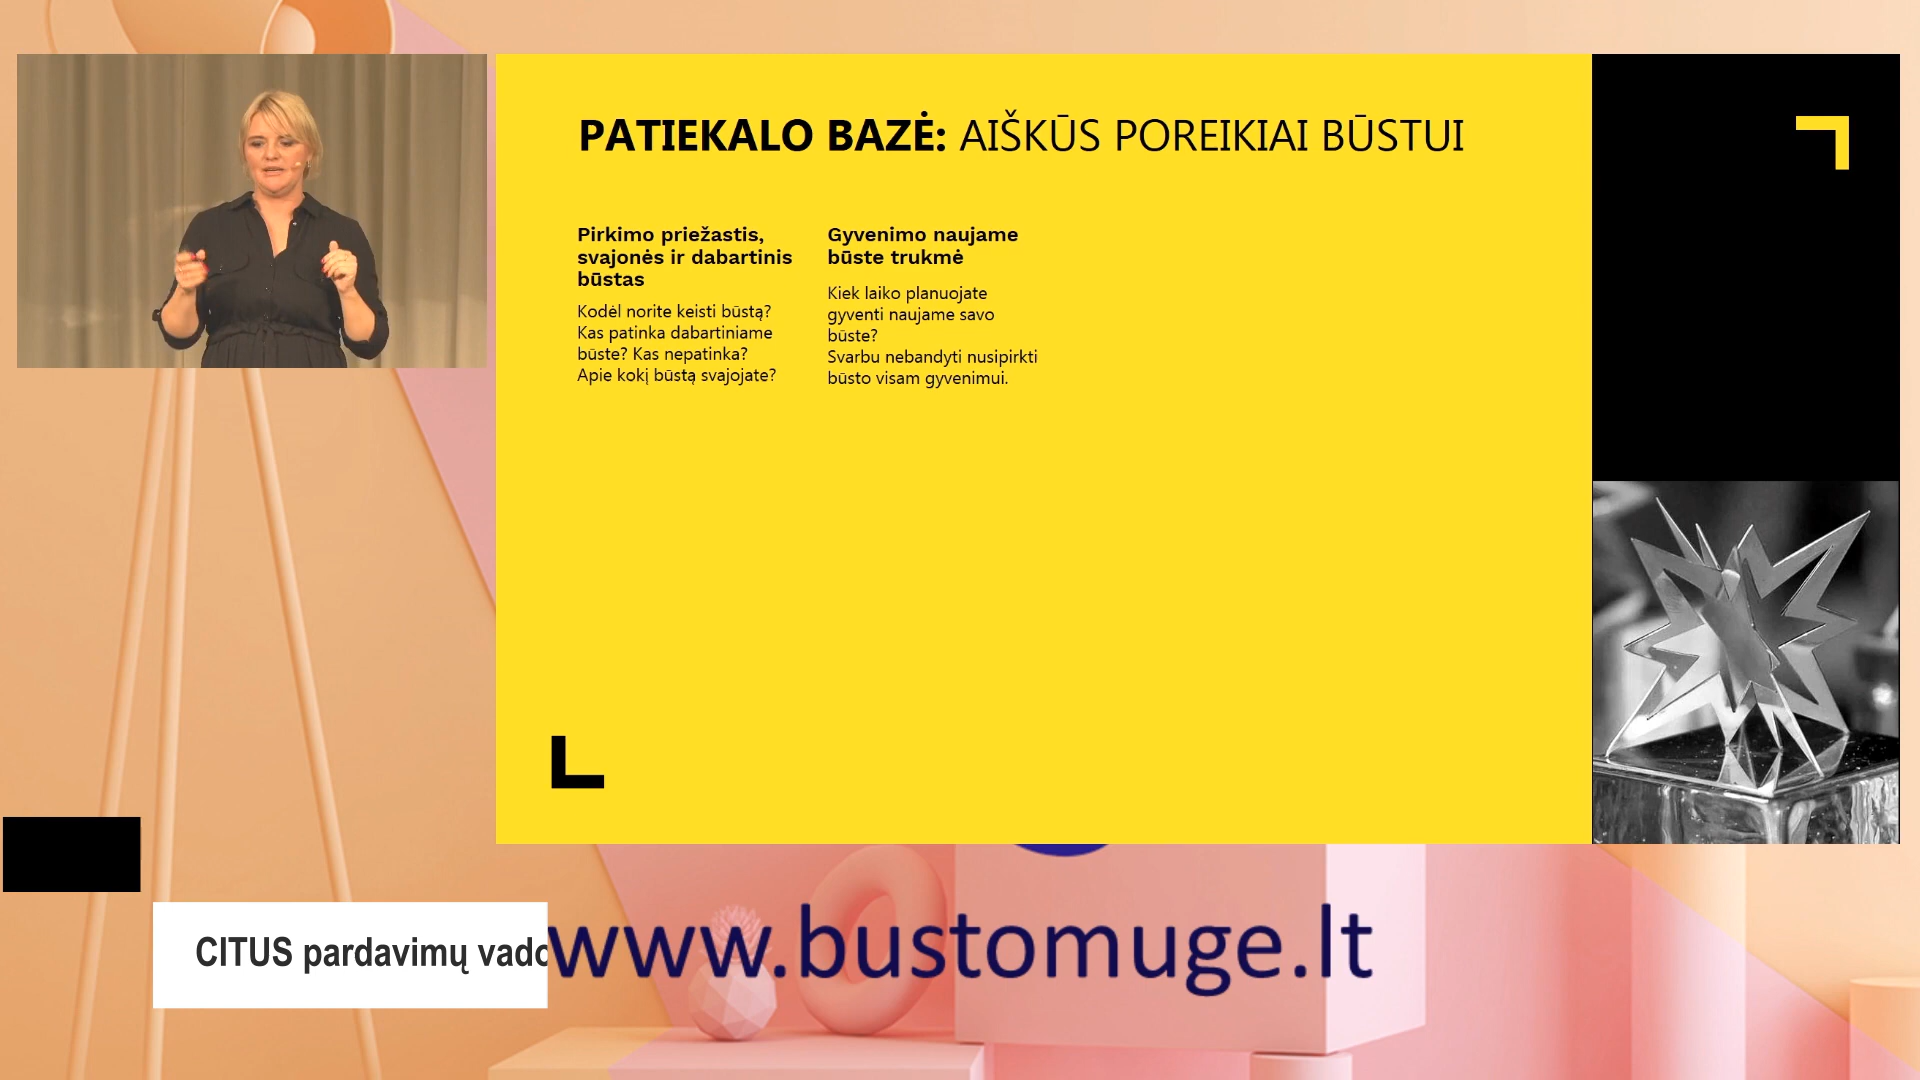 PATIEKALO BAZĖ: AIŠKŪS POREIKIAI BŪSTUI
Pirkimo priežastis,
svajonės ir dabartinis
būstas
Kodėl norite keisti būstą?
Kas patinka dabartiniame
būste? Kas nepatinka?
Apie kokį būstą svajojate?
Gyvenimo naujame
būste trukmė
Kiek laiko planuojate
gyventi naujame savo
būste?
Svarbu nebandyti nusipirkti
būsto visam gyvenimui.
CITUS pardavimų vado
www.bustomuge.lt